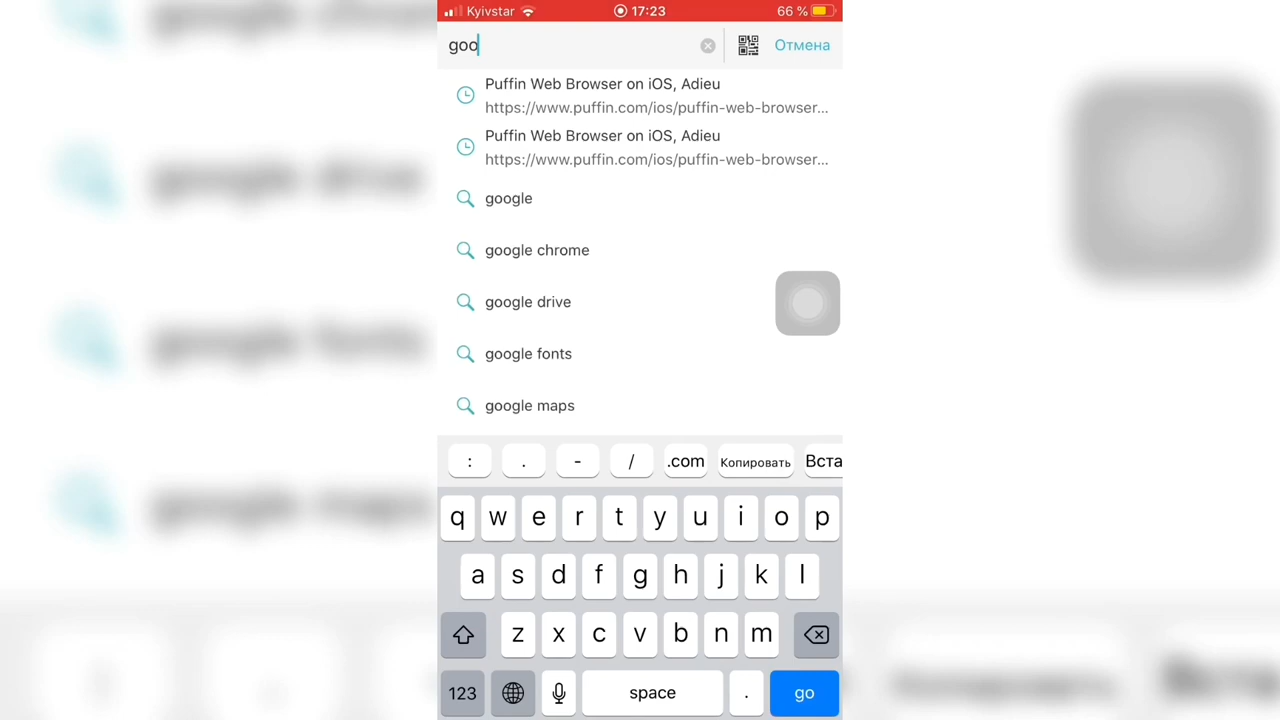 Kyivstar 17:23 66 %
goo Отмена
Puffin Web Browser on iOS, Adieu
https://www.puffin.com/ios/puffin-web-browser...
Puffin Web Browser on iOS, Adieu
https://www.puffin.com/ios/puffin-web-browser...
google
google chrome
google drive
google fonts
google maps
: . - / .com Копировать Вста
q w e r t y u i o p
a s d f g h j k l
z x c v b n m
123 space . go